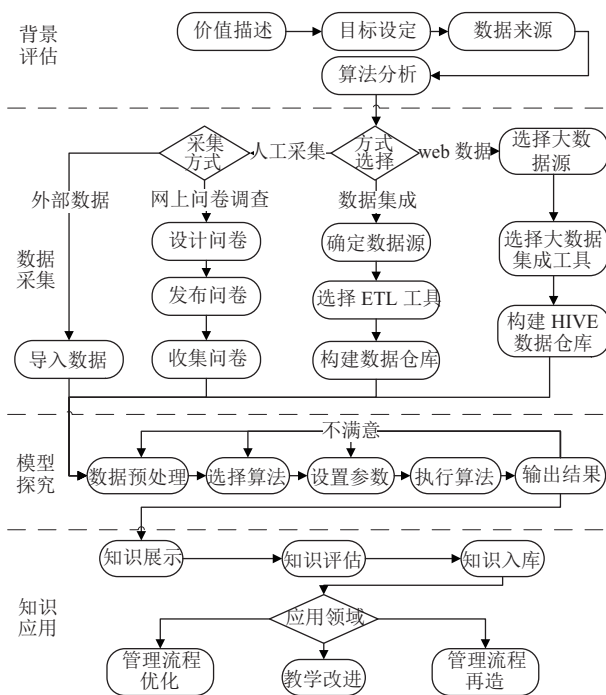 背景
评估
价值描述
目标设定
数据来源
算法分析
采集
方式
人工采集
方式
选择
web 数据
选择大数
据源
外部数据
网上问卷调查
数据集成
数据
采集
设计问卷
确定数据源
选择大数据
集成工具
发布问卷
选择 ETL 工具
构建 HIVE
数据仓库
导入数据
收集问卷
构建数据仓库
不满意
模型
探究
数据预处理
选择算法
设置参数
执行算法
输出结果
知识展示
知识评估
知识入库
知识
应用
应用领域
管理流程
优化
教学改进
管理流程
再造